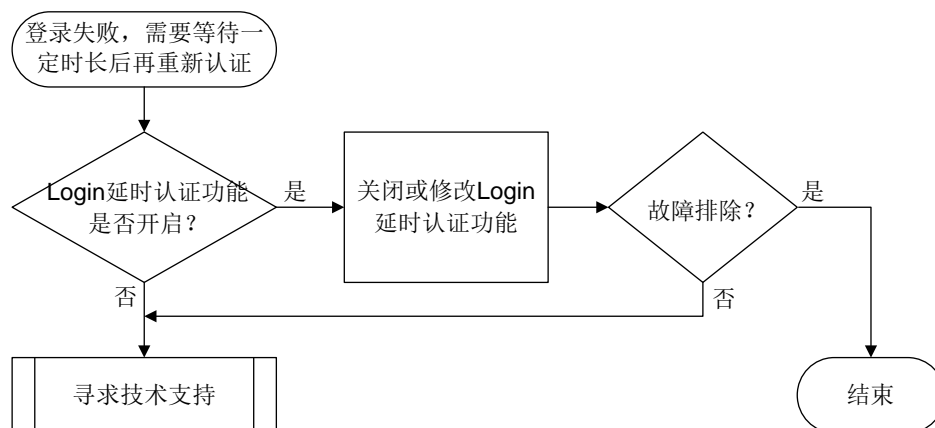 登录失败，需要等待一
定时长后再重新认证
Login延时认证功能
是否开启？
是
关闭或修改Login
延时认证功能
故障排除？
是
否
否
寻求技术支持
结束